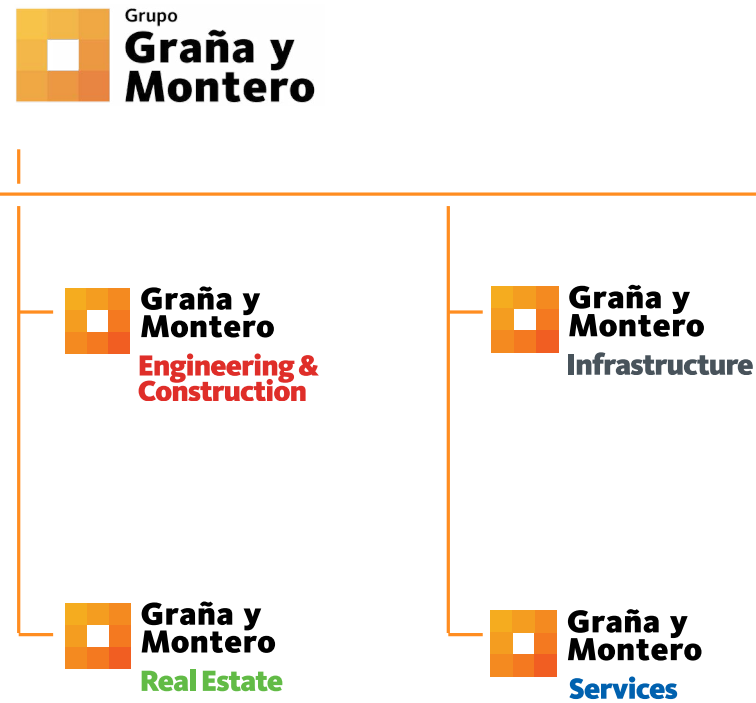 Grupo
Graña y
Montero
Graña y
Montero
Engineering &
Construction
Graña y
Montero
Infrastructure
Graña y
Montero
Real Estate
Graña y
Montero
Services